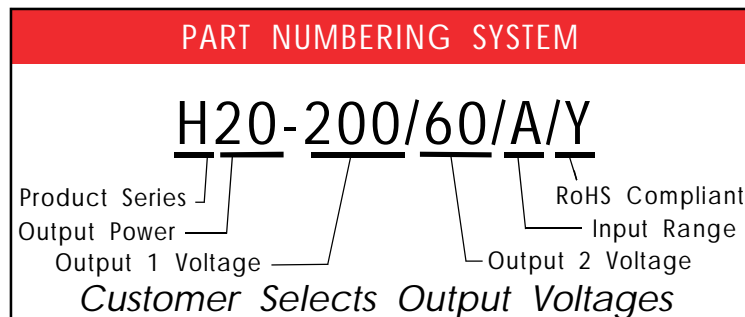 PART NUMBERING SYSTEM
H20-200/60/A/Y
Product Series
RoHS Compliant
Output Power
Input Range
Output 1 Voltage
Output 2 Voltage
Customer Selects Output Voltages